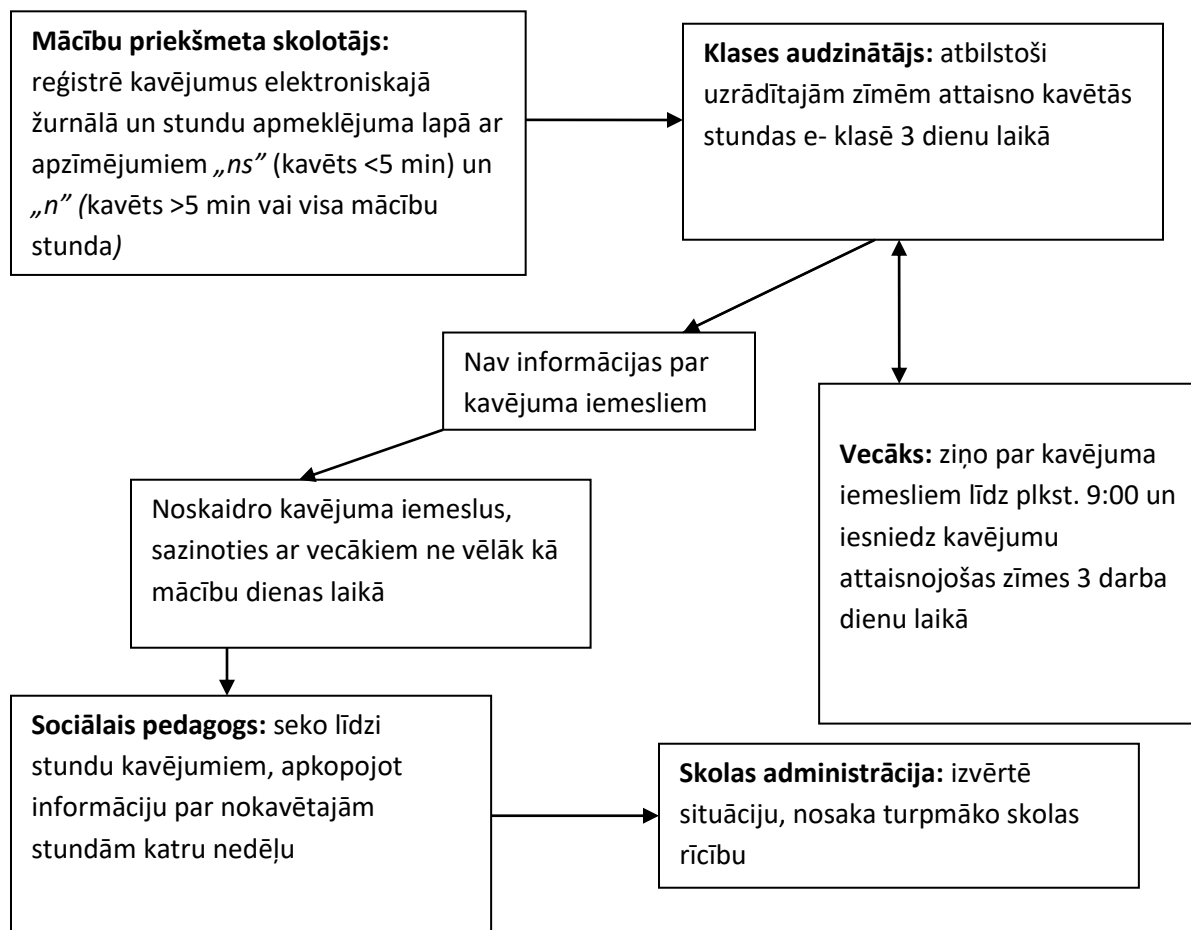 Mācību priekšmeta skolotājs:
reģistrē kavējumus elektroniskajā
žurnālā un stundu apmeklējuma lapā ar
apzīmējumiem „ns” (kavēts <5 min) un
„n” (kavēts >5 min vai visa mācību
stunda)
Klases audzinātājs: atbilstoši
uzrādītajām zīmēm attaisno kavētās
stundas e- klasē 3 dienu laikā
Nav informācijas par
kavējuma iemesliem
Vecāks: ziņo par kavējuma
iemesliem līdz plkst. 9:00 un
iesniedz kavējumu
attaisnojošas zīmes 3 darba
dienu laikā
Noskaidro kavējuma iemeslus,
sazinoties ar vecākiem ne vēlāk kā
mācību dienas laikā
Sociālais pedagogs: seko līdzi
stundu kavējumiem, apkopojot
informāciju par nokavētajām
stundām katru nedēļu
Skolas administrācija: izvērtē
situāciju, nosaka turpmāko skolas
rīcību